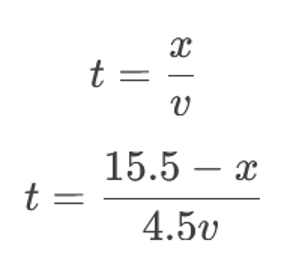 t = x/v
t = (15.5 − x)/(4.5v)